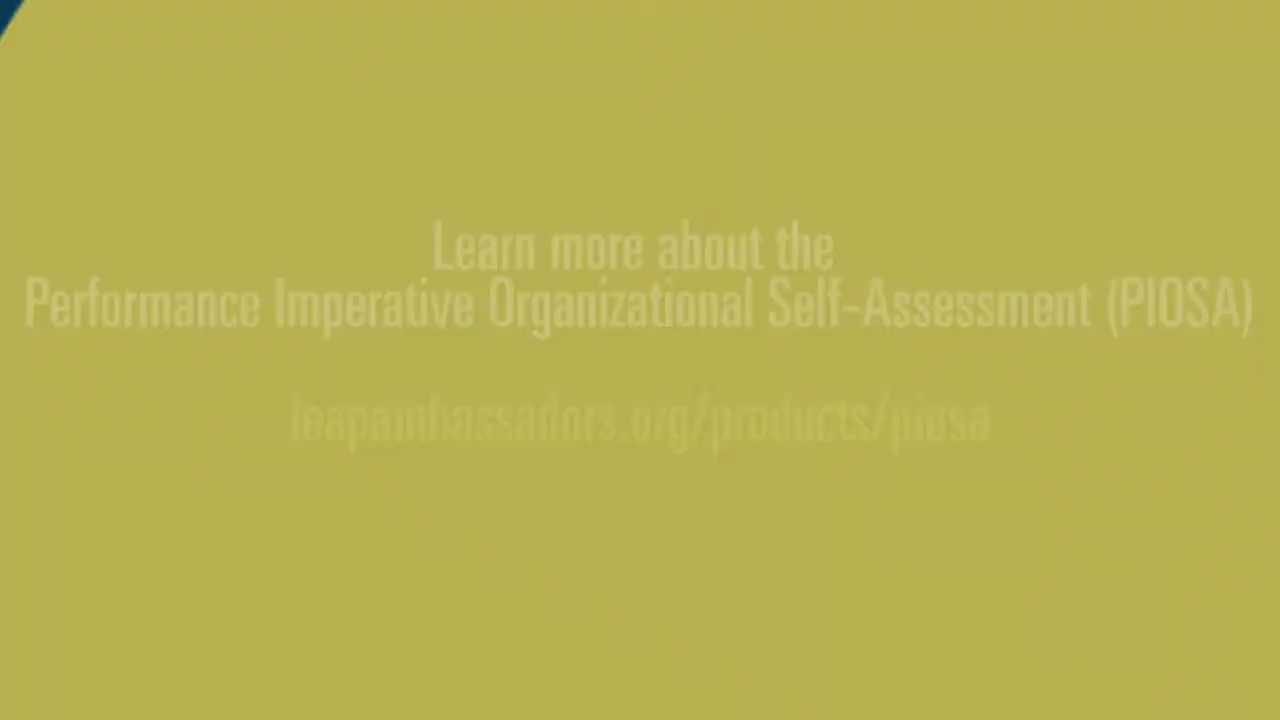 Learn more about the
Performance Imperative Organizational Self-Assessment (PIOSA)
leapambassadors.org/products/piosa